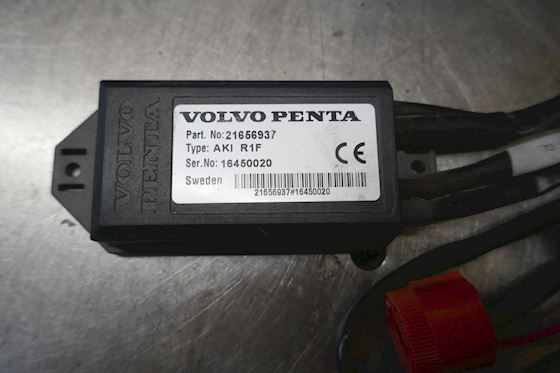 VOLVO
PENTA
VOLVO PENTA
Part. No: 21656937
Type: AKI R1F
Ser.No: 16450020
CE
Sweden
21656937#16450020